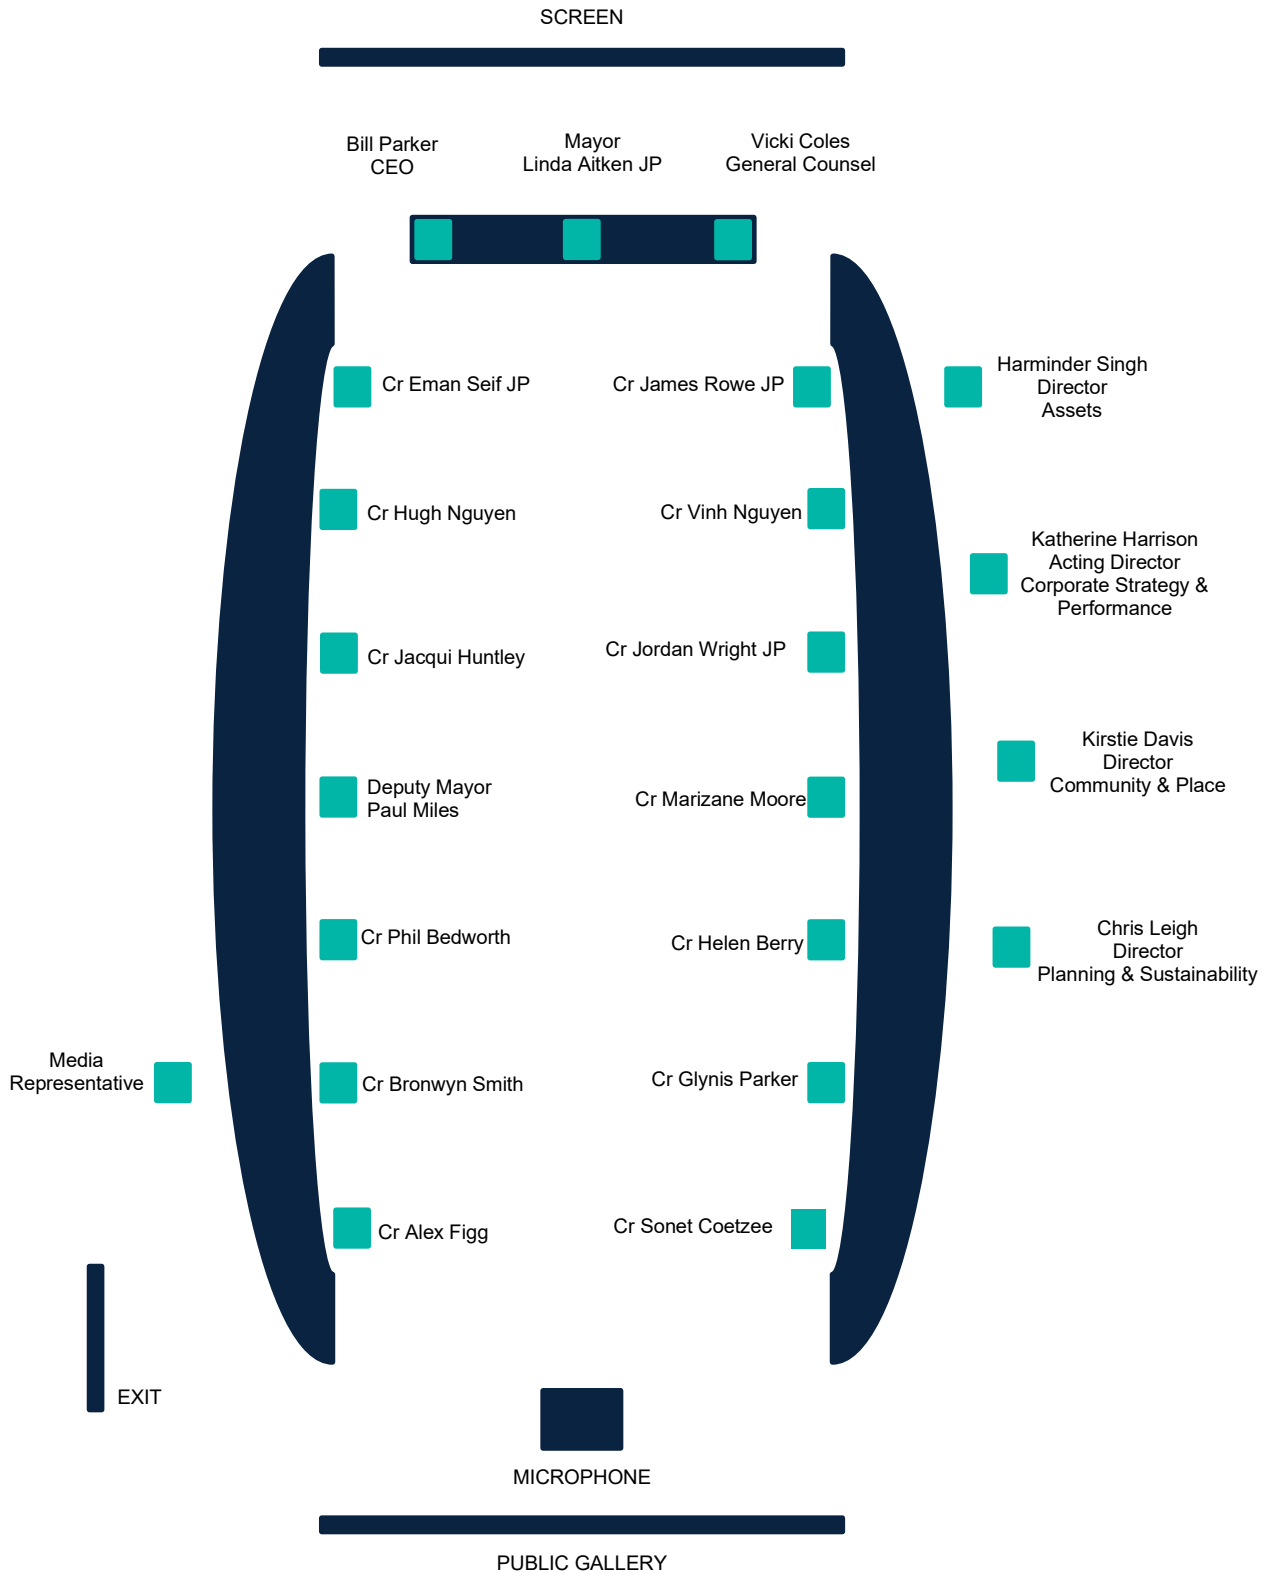 SCREEN
Bill Parker
CEO
Mayor
Linda Aitken JP
Vicki Coles
General Counsel
Cr Eman Seif JP
Cr James Rowe JP
Harminder Singh
Director
Assets
Cr Hugh Nguyen
Cr Vinh Nguyen
Katherine Harrison
Acting Director
Corporate Strategy &
Performance
Cr Jacqui Huntley
Cr Jordan Wright JP
Kirstie Davis
Director
Community & Place
Deputy Mayor
Paul Miles
Cr Marizane Moore
Cr Phil Bedworth
Cr Helen Berry
Chris Leigh
Director
Planning & Sustainability
Media
Representative
Cr Bronwyn Smith
Cr Glynis Parker
Cr Alex Figg
Cr Sonet Coetzee
EXIT
MICROPHONE
PUBLIC GALLERY